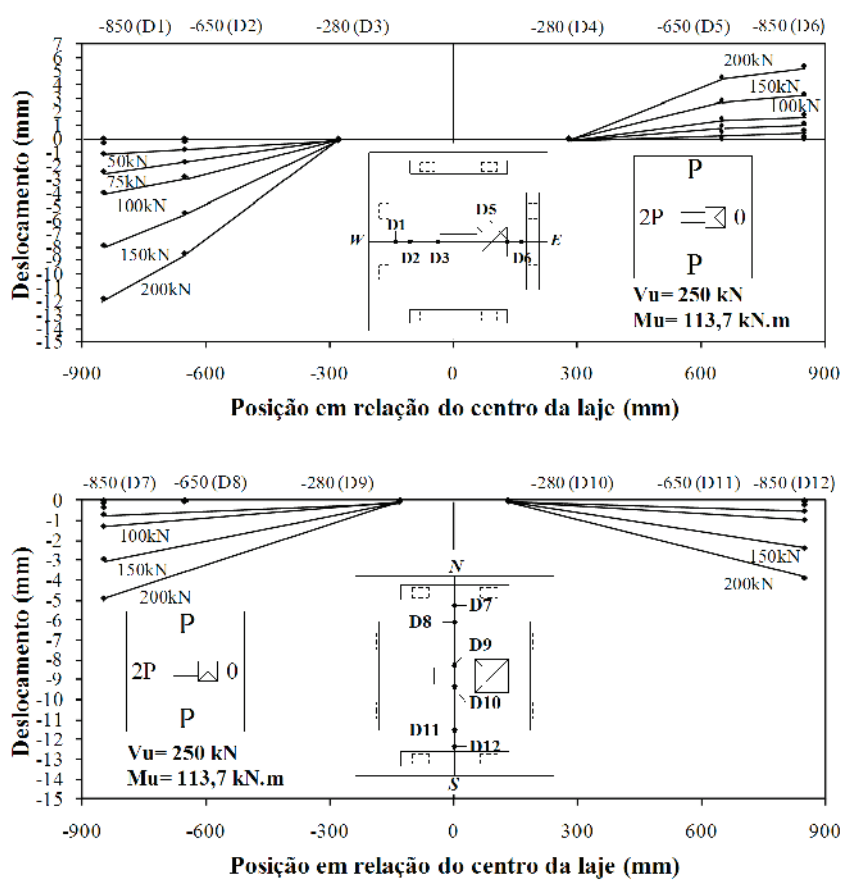 -850 (D1) -650 (D2) -280 (D3) -280 (D4) -650 (D5) -850 (D6)
Deslocamento (mm)
7
6
5
4
3
2
1
0
-1
-2
-3
-4
-5
-6
-7
-8
-9
-10
-11
-12
-13
-14
-15
200kN
150kN
100kN
50kN
75kN
100kN
150kN
200kN
W D1 D2 D3 D5 D6 E
P
2P 0
P
Vu= 250 kN
Mu= 113,7 kN.m
-900 -600 -300 0 300 600 900
Posição em relação do centro da laje (mm)
-850 (D7) -650 (D8) -280 (D9) -280 (D10) -650 (D11) -850 (D12)
Deslocamento (mm)
0
-1
-2
-3
-4
-5
-6
-7
-8
-9
-10
-11
-12
-13
-14
-15
100kN
150kN
200kN
150kN
200kN
N
D7
D8
D9
D10
D11
D12
S
P
2P 0
P
Vu= 250 kN
Mu= 113,7 kN.m
-900 -600 -300 0 300 600 900
Posição em relação do centro da laje (mm)